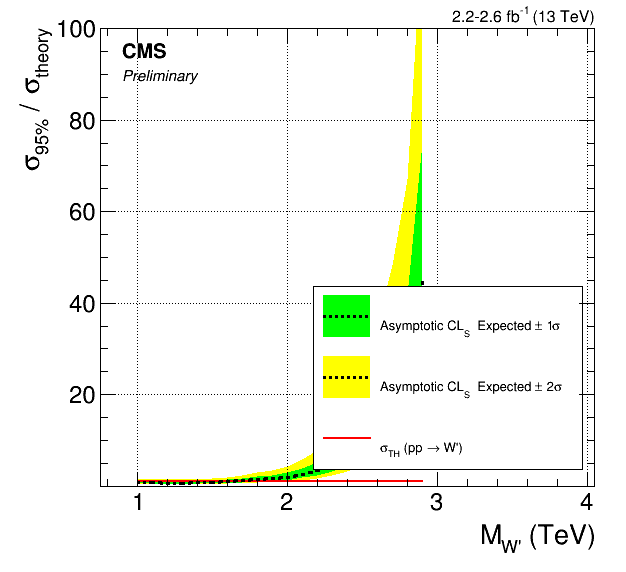 2.2-2.6 fb⁻¹ (13 TeV)
CMS
Preliminary
σ95% / σtheory
100
80
60
40
20
Asymptotic CLS Expected ± 1σ
Asymptotic CLS Expected ± 2σ
σTH (pp → W')
1 2 3 4
MW' (TeV)